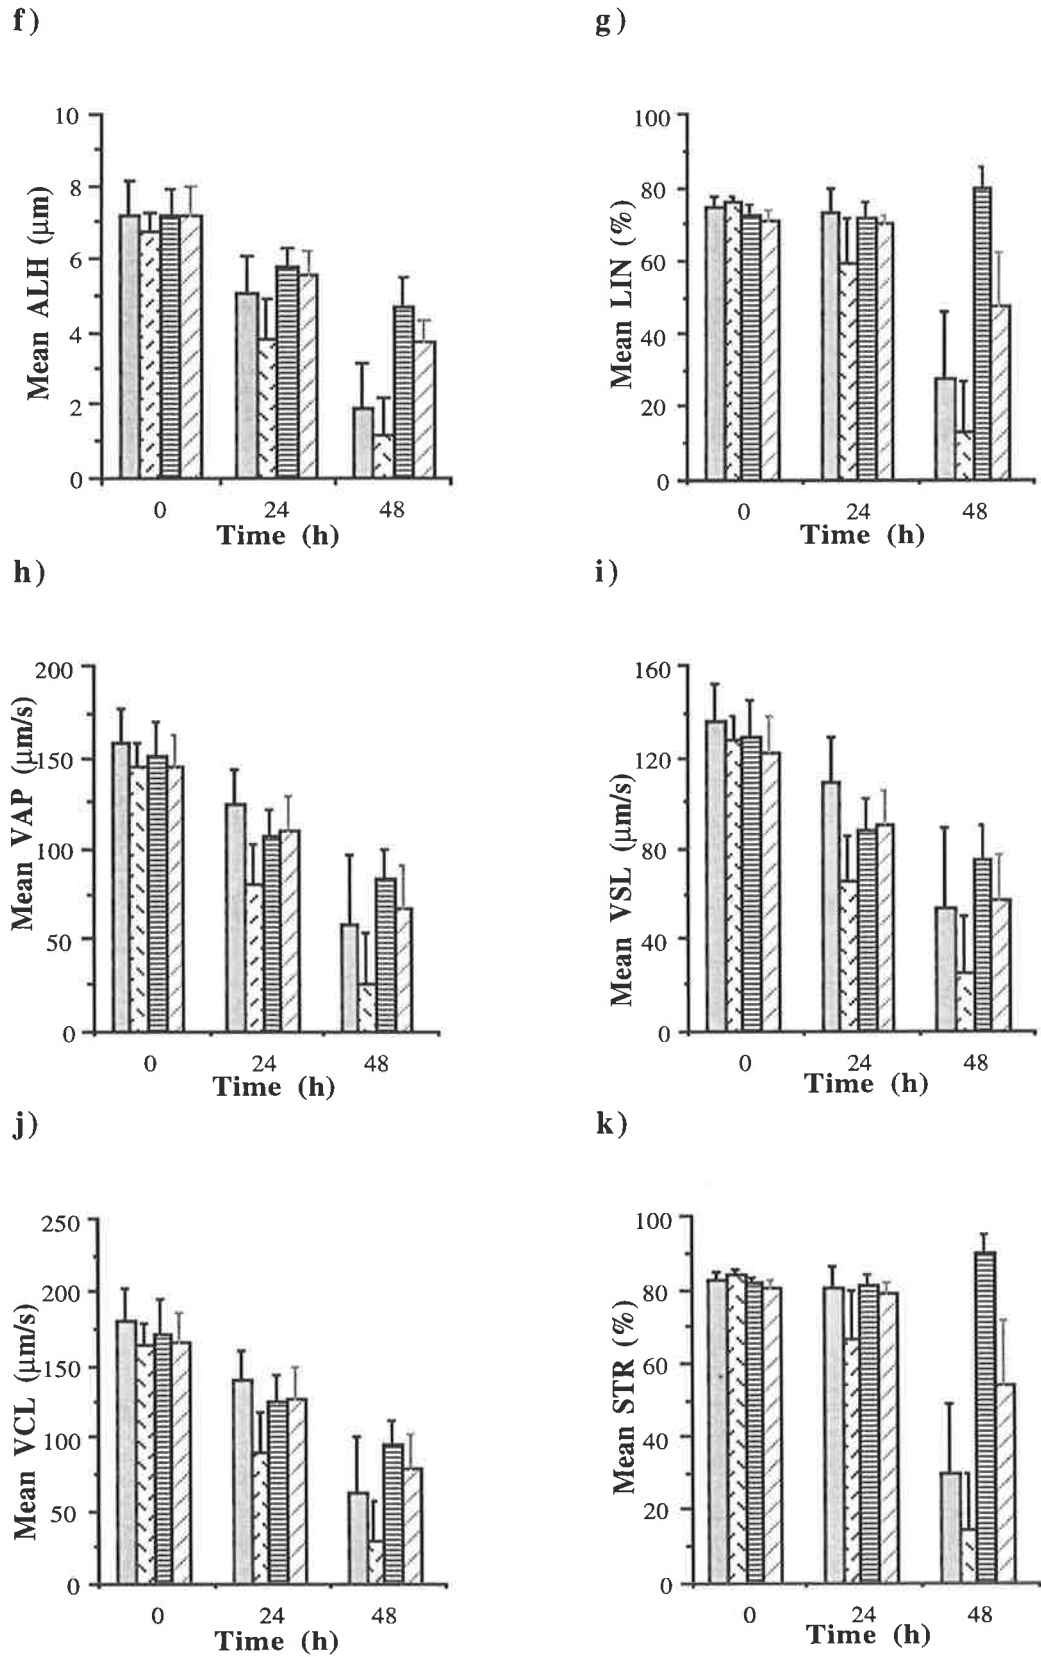 f)
Mean ALH (μm)
10
8
6
4
2
0
0 24 48
Time (h)
g)
Mean LIN (%)
100
80
60
40
20
0
0 24 48
Time (h)
h)
Mean VAP (μm/s)
200
150
100
50
0
0 24 48
Time (h)
i)
Mean VSL (μm/s)
160
120
80
40
0
0 24 48
Time (h)
j)
Mean VCL (μm/s)
250
200
150
100
50
0
0 24 48
Time (h)
k)
Mean STR (%)
100
80
60
40
20
0
0 24 48
Time (h)